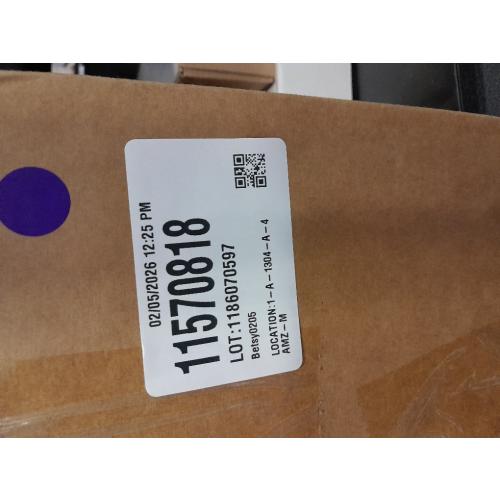 02/05/2026 12:25 PM
11570818
LOT:1186070597
Betsy0205
LOCATION:1-A-1304-A-4
AMZ-M